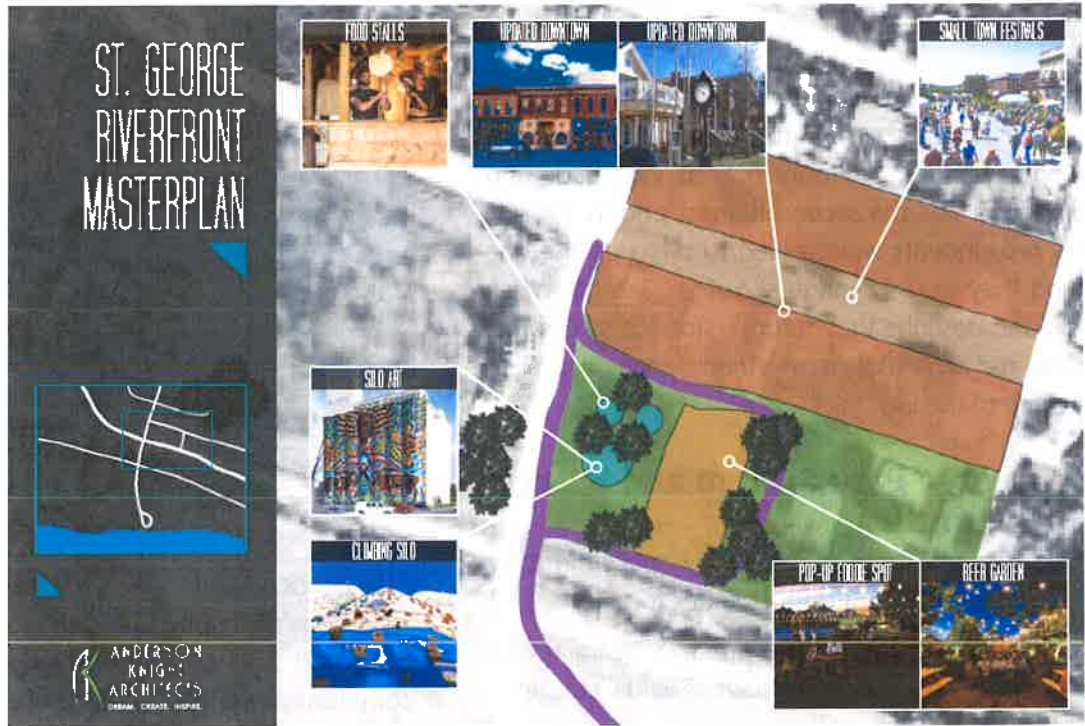 ST. GEORGE
RIVERFRONT
MASTERPLAN
FOOD STALLS
UPDATED DOWNTOWN
UPDATED DOWNTOWN
SMALL TOWN FESTIVALS
SILO ART
CLIMBING SILO
POP-UP FOODIE SPOT
BEER GARDEN
ANDERSON
KNIGHT
ARCHITECTS
DREAM. CREATE. INSPIRE.